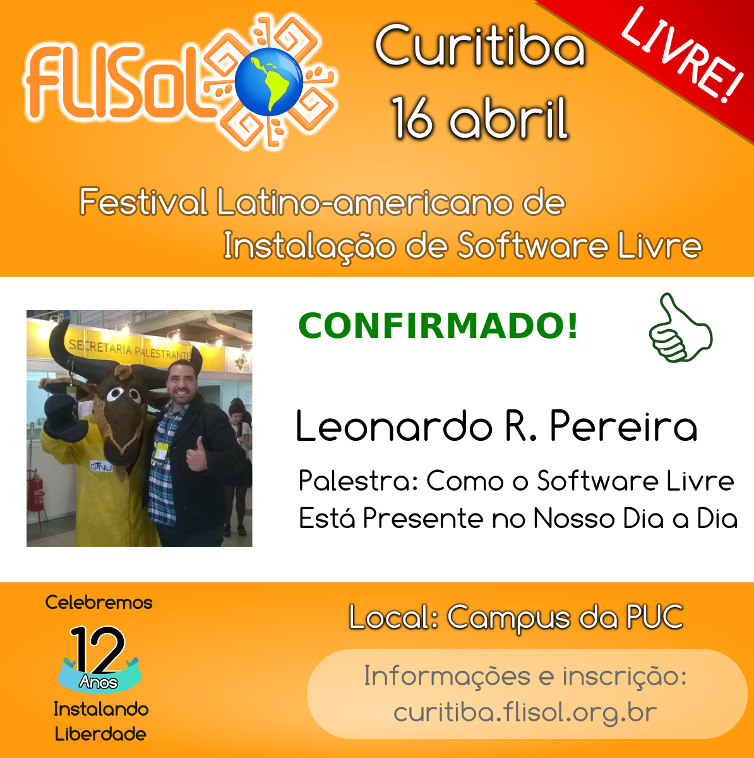 FLISoL
Curitiba
16 abril
LIVRE!
Festival Latino-americano de
Instalação de Software Livre
SECRETARIA PALESTRANTES
GNU
CONFIRMADO!
Leonardo R. Pereira
Palestra: Como o Software Livre
Está Presente no Nosso Dia a Dia
Celebremos
12
Anos
Instalando
Liberdade
Local: Campus da PUC
Informações e inscrição:
curitiba.flisol.org.br